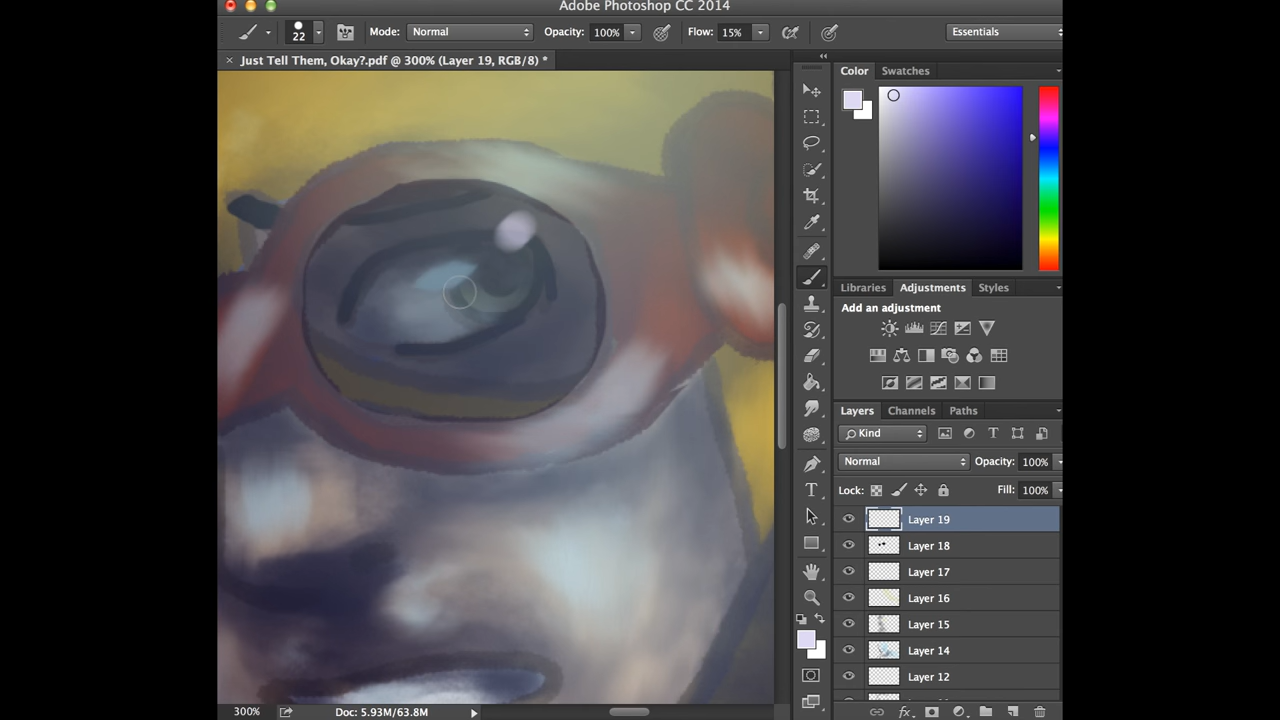 Adobe Photoshop CC 2014
22
Mode: Normal Opacity: 100% Flow: 15% Essentials
× Just Tell Them, Okay?.pdf @ 300% (Layer 19, RGB/8) *
Color Swatches
Libraries Adjustments Styles
Add an adjustment
Layers Channels Paths
Kind
Normal Opacity: 100%
Lock: Fill: 100%
Layer 19
Layer 18
Layer 17
Layer 16
Layer 15
Layer 14
Layer 12
300% Doc: 5.93M/63.8M